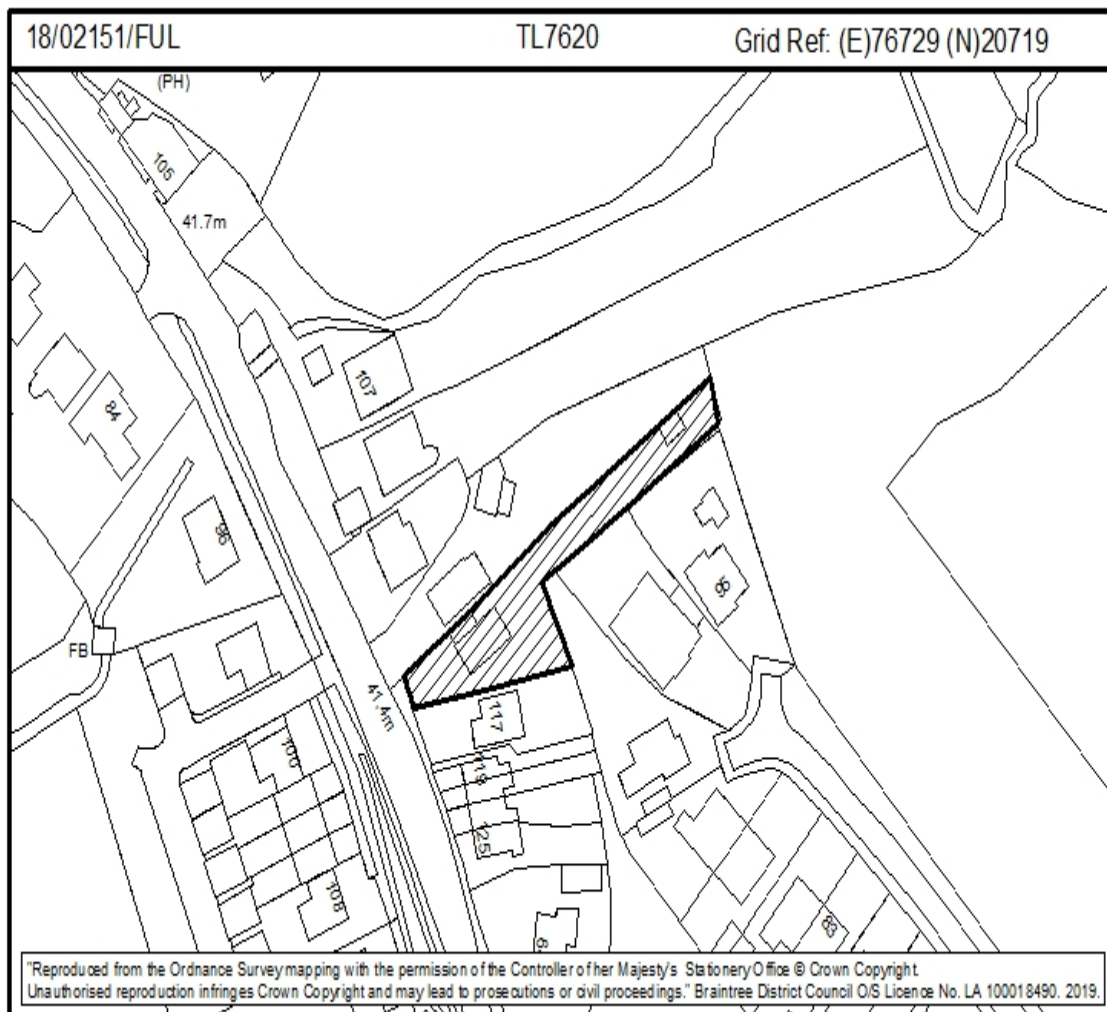 18/02151/FUL TL7620 Grid Ref: (E)76729 (N)20719
(PH)
105
41.7m
107
84
96
FB
41.4m
95
117
119
125
100
108
83
"Reproduced from the Ordnance Survey mapping with the permission of the Controller of her Majesty's Stationery Office © Crown Copyright.
Unauthorised reproduction infringes Crown Copyright and may lead to prosecutions or civil proceedings." Braintree District Council O/S Licence No. LA 100018490. 2019.